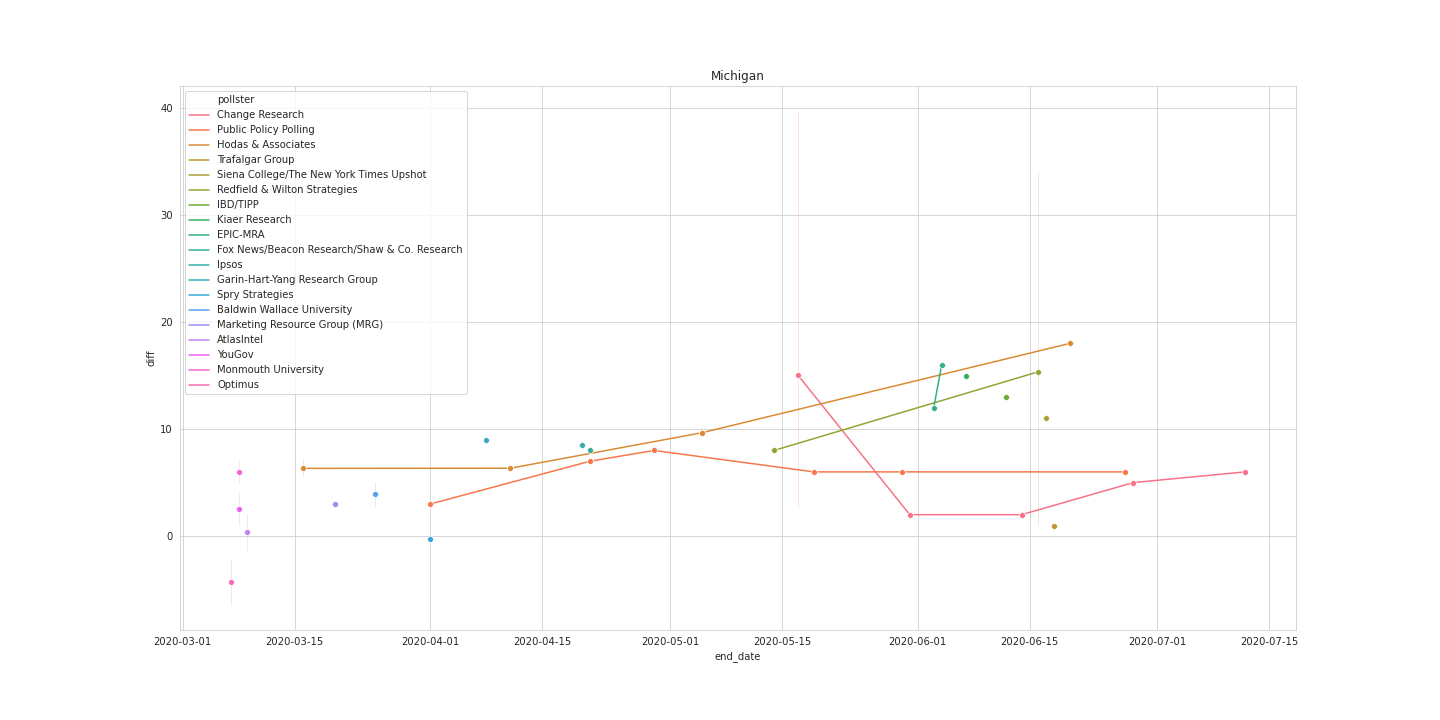 Michigan
40
30
20
10
0
diff
pollster
Change Research
Public Policy Polling
Hodas & Associates
Trafalgar Group
Siena College/The New York Times Upshot
Redfield & Wilton Strategies
IBD/TIPP
Kiaer Research
EPIC-MRA
Fox News/Beacon Research/Shaw & Co. Research
Ipsos
Garin-Hart-Yang Research Group
Spry Strategies
Baldwin Wallace University
Marketing Resource Group (MRG)
AtlasIntel
YouGov
Monmouth University
Optimus
2020-03-01 2020-03-15 2020-04-01 2020-04-15 2020-05-01 2020-05-15 2020-06-01 2020-06-15 2020-07-01 2020-07-15
end_date